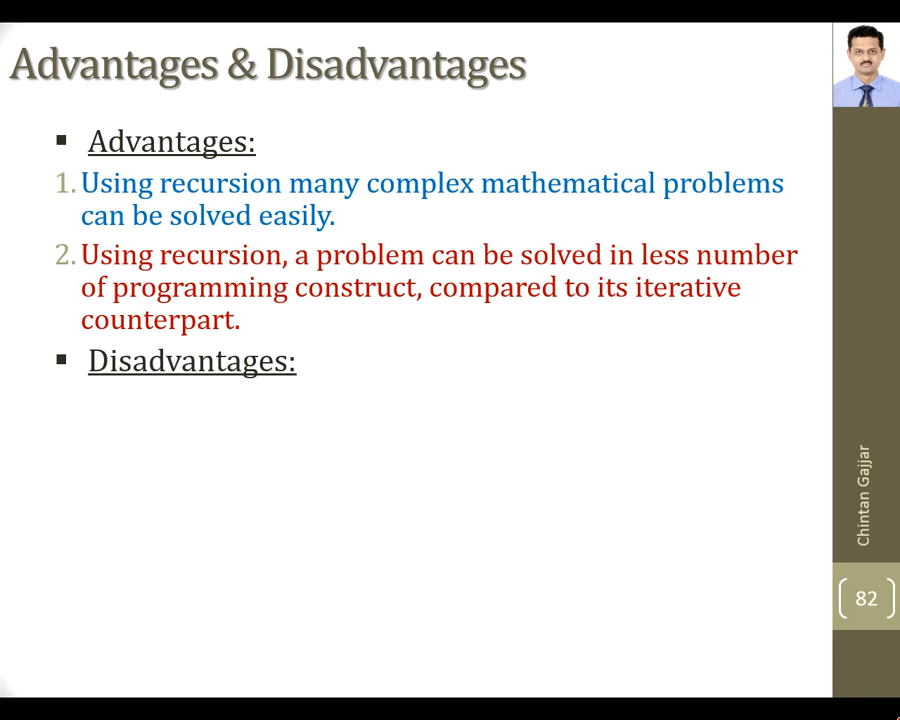 Advantages & Disadvantages
▪ Advantages:
1. Using recursion many complex mathematical problems
can be solved easily.
2. Using recursion, a problem can be solved in less number
of programming construct, compared to its iterative
counterpart.
▪ Disadvantages:
Chintan Gajjar
82